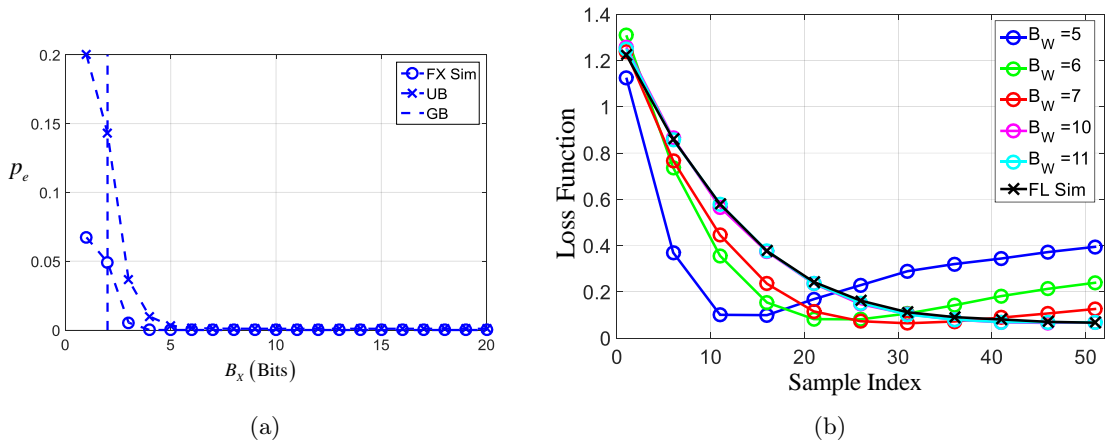 0.2
0.15
0.1
0.05
0
p_e
0 5 10 15 20
B_X (Bits)
FX Sim
UB
GB
(a)
1.4
1.2
1
0.8
0.6
0.4
0.2
0
Loss Function
0 10 20 30 40 50
Sample Index
B_W =5
B_W =6
B_W =7
B_W =10
B_W =11
FL Sim
(b)